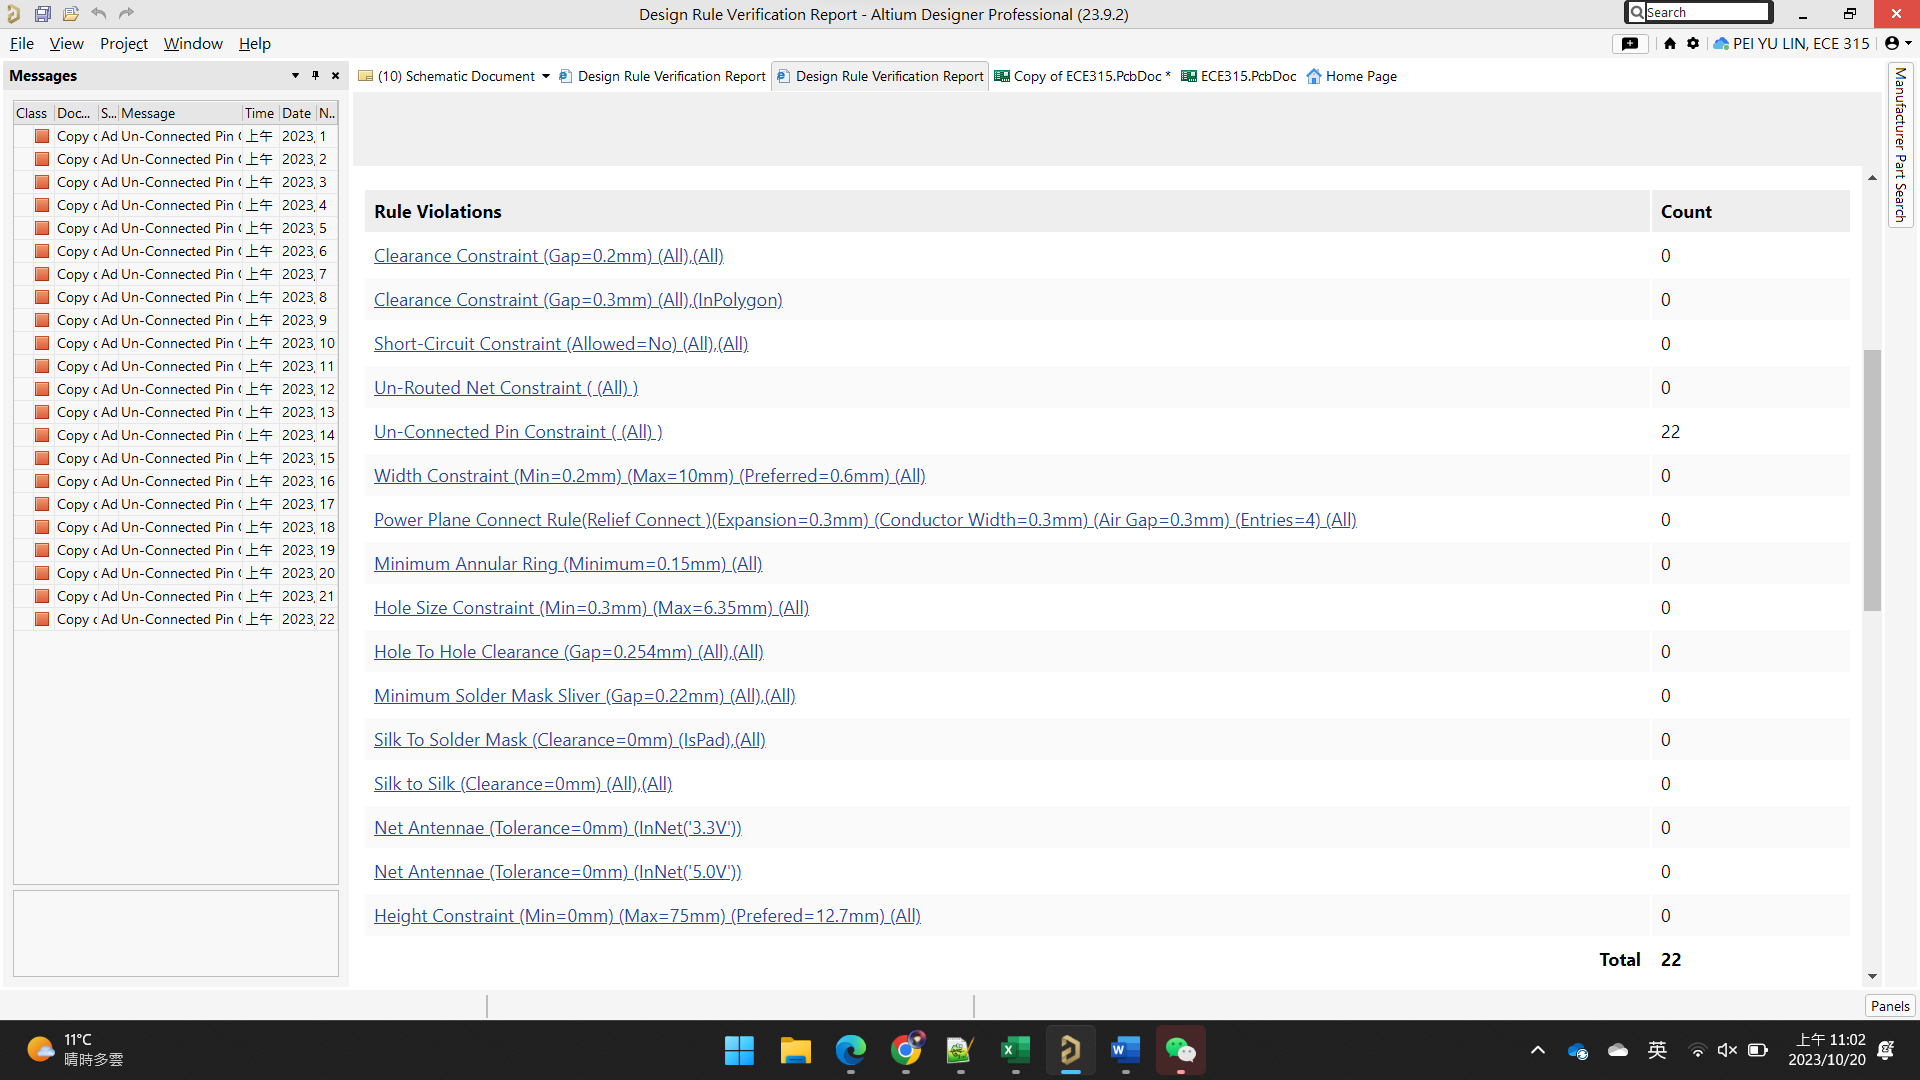 Design Rule Verification Report - Altium Designer Professional (23.9.2)
Search
File View Project Window Help
PEI YU LIN, ECE 315
Messages
(10) Schematic Document
Design Rule Verification Report
Design Rule Verification Report
Copy of ECE315.PcbDoc *
ECE315.PcbDoc
Home Page
Manufacturer Part Search
Class Doc... S... Message Time Date N..
Copy c Ad Un-Connected Pin C 上午 2023, 1
Copy c Ad Un-Connected Pin C 上午 2023, 2
Copy c Ad Un-Connected Pin C 上午 2023, 3
Copy c Ad Un-Connected Pin C 上午 2023, 4
Copy c Ad Un-Connected Pin C 上午 2023, 5
Copy c Ad Un-Connected Pin C 上午 2023, 6
Copy c Ad Un-Connected Pin C 上午 2023, 7
Copy c Ad Un-Connected Pin C 上午 2023, 8
Copy c Ad Un-Connected Pin C 上午 2023, 9
Copy c Ad Un-Connected Pin C 上午 2023, 10
Copy c Ad Un-Connected Pin C 上午 2023, 11
Copy c Ad Un-Connected Pin C 上午 2023, 12
Copy c Ad Un-Connected Pin C 上午 2023, 13
Copy c Ad Un-Connected Pin C 上午 2023, 14
Copy c Ad Un-Connected Pin C 上午 2023, 15
Copy c Ad Un-Connected Pin C 上午 2023, 16
Copy c Ad Un-Connected Pin C 上午 2023, 17
Copy c Ad Un-Connected Pin C 上午 2023, 18
Copy c Ad Un-Connected Pin C 上午 2023, 19
Copy c Ad Un-Connected Pin C 上午 2023, 20
Copy c Ad Un-Connected Pin C 上午 2023, 21
Copy c Ad Un-Connected Pin C 上午 2023, 22
Rule Violations Count
Clearance Constraint (Gap=0.2mm) (All),(All) 0
Clearance Constraint (Gap=0.3mm) (All),(InPolygon) 0
Short-Circuit Constraint (Allowed=No) (All),(All) 0
Un-Routed Net Constraint ( (All) ) 0
Un-Connected Pin Constraint ( (All) ) 22
Width Constraint (Min=0.2mm) (Max=10mm) (Preferred=0.6mm) (All) 0
Power Plane Connect Rule(Relief Connect )(Expansion=0.3mm) (Conductor Width=0.3mm) (Air Gap=0.3mm) (Entries=4) (All) 0
Minimum Annular Ring (Minimum=0.15mm) (All) 0
Hole Size Constraint (Min=0.3mm) (Max=6.35mm) (All) 0
Hole To Hole Clearance (Gap=0.254mm) (All),(All) 0
Minimum Solder Mask Sliver (Gap=0.22mm) (All),(All) 0
Silk To Solder Mask (Clearance=0mm) (IsPad),(All) 0
Silk to Silk (Clearance=0mm) (All),(All) 0
Net Antennae (Tolerance=0mm) (InNet('3.3V')) 0
Net Antennae (Tolerance=0mm) (InNet('5.0V')) 0
Height Constraint (Min=0mm) (Max=75mm) (Prefered=12.7mm) (All) 0
Total 22
Panels
11°C
晴時多雲
英
上午 11:02
2023/10/20